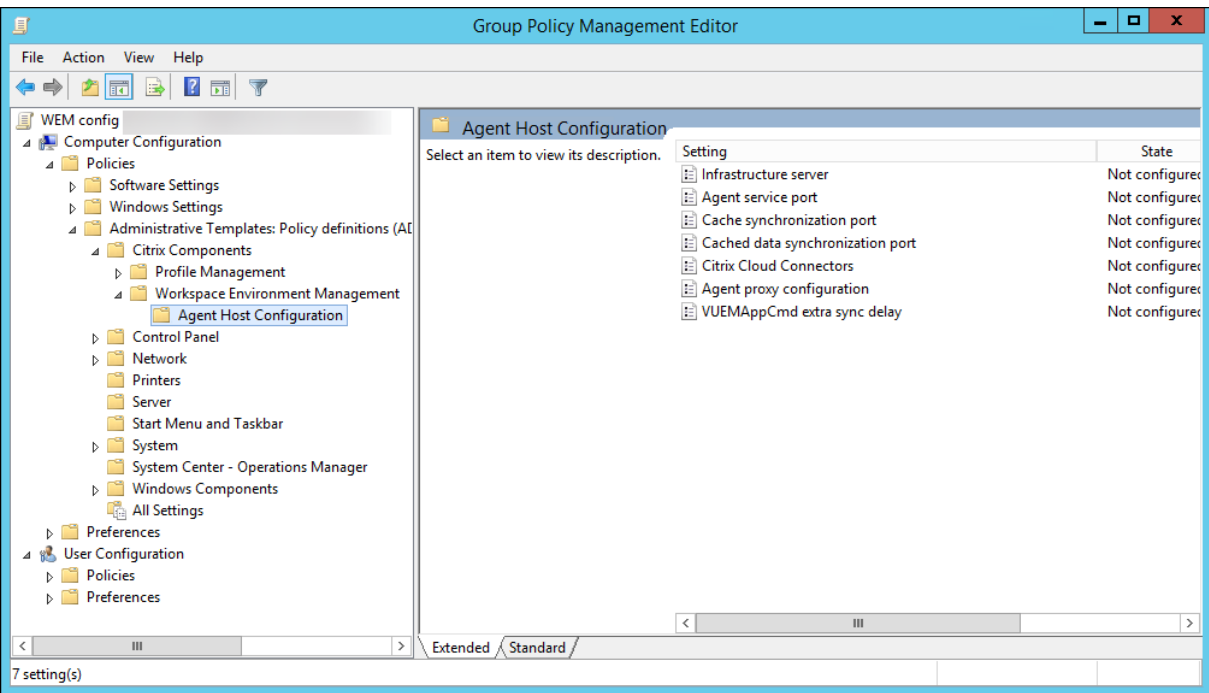 Group Policy Management Editor
File Action View Help
WEM config
Computer Configuration
Policies
Software Settings
Windows Settings
Administrative Templates: Policy definitions (AD
Citrix Components
Profile Management
Workspace Environment Management
Agent Host Configuration
Control Panel
Network
Printers
Server
Start Menu and Taskbar
System
System Center - Operations Manager
Windows Components
All Settings
Preferences
User Configuration
Policies
Preferences
Agent Host Configuration
Select an item to view its description.
Setting State
Infrastructure server Not configured
Agent service port Not configured
Cache synchronization port Not configured
Cached data synchronization port Not configured
Citrix Cloud Connectors Not configured
Agent proxy configuration Not configured
VUEMAppCmd extra sync delay Not configured
Extended Standard
7 setting(s)